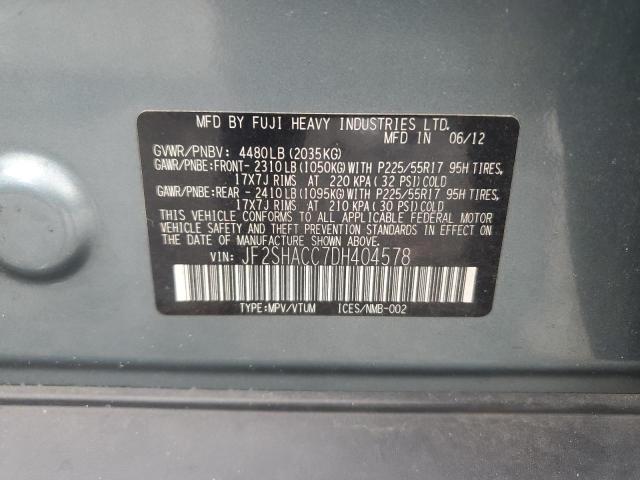 MFD BY FUJI HEAVY INDUSTRIES LTD.
MFD IN 06/12
GVWR/PNBV: 4480LB(2035KG)
GAWR/PNBE:FRONT-2310LB(1050KG)WITH P225/55R17 95H TIRES,
17X7J RIMS AT 220 KPA(32 PSI)COLD
GAWR/PNBE:REAR -2410LB(1095KG)WITH P225/55R17 95H TIRES,
17X7J RIMS AT 210 KPA(30 PSI)COLD
THIS VEHICLE CONFORMS TO ALL APPLICABLE FEDERAL MOTOR
VEHICLE SAFETY AND THEFT PREVENTION STANDARDS IN EFFECT
ON THE DATE OF MANUFACTURE SHOWN ABOVE.
VIN: JF2SHACC7DH404578
TYPE:MPV/VTUM ICES/NMB-002